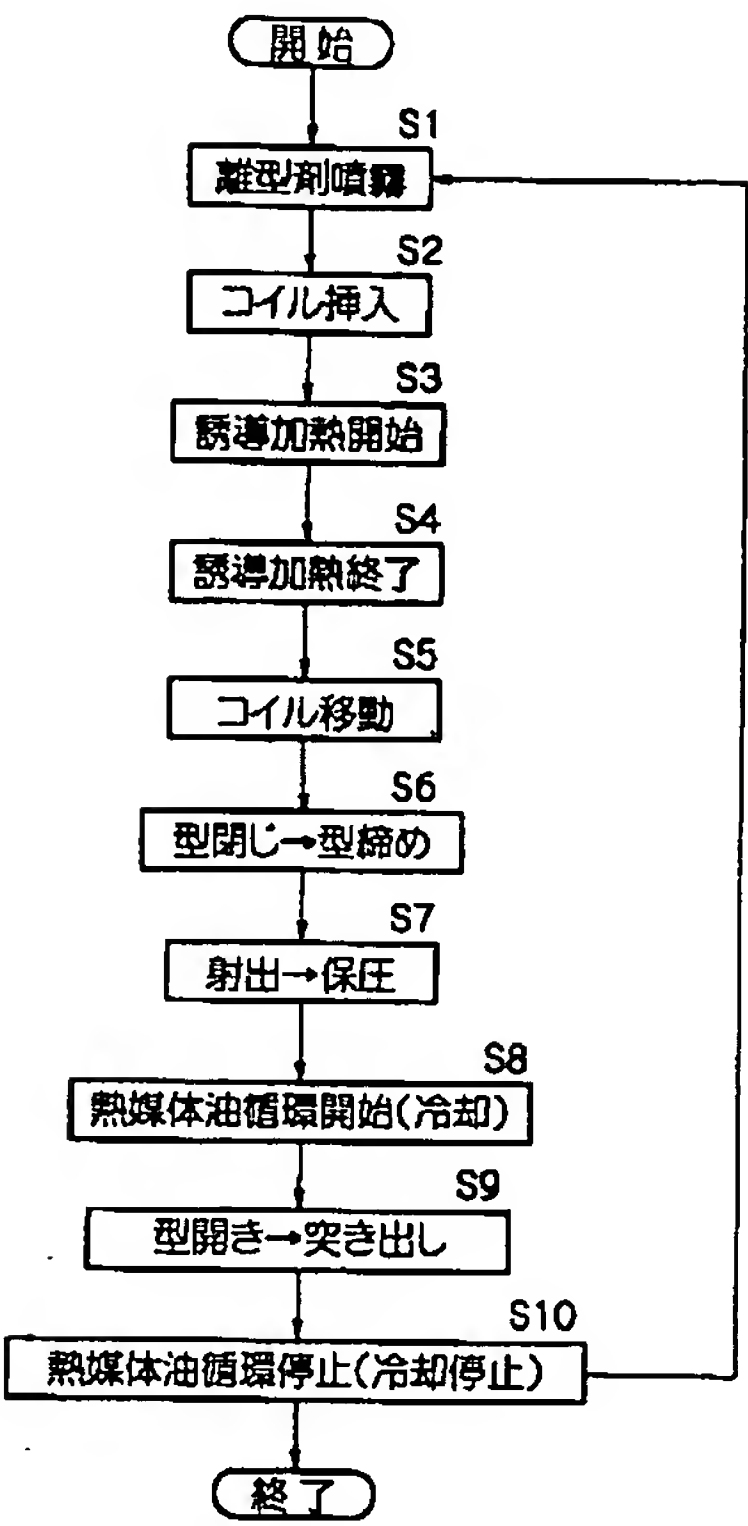 開始
S1
離型剤噴霧
S2
コイル挿入
S3
誘導加熱開始
S4
誘導加熱終了
S5
コイル移動
S6
型閉じ→型締め
S7
射出→保圧
S8
熱媒体油循環開始(冷却)
S9
型開き→突き出し
S10
熱媒体油循環停止(冷却停止)
終了